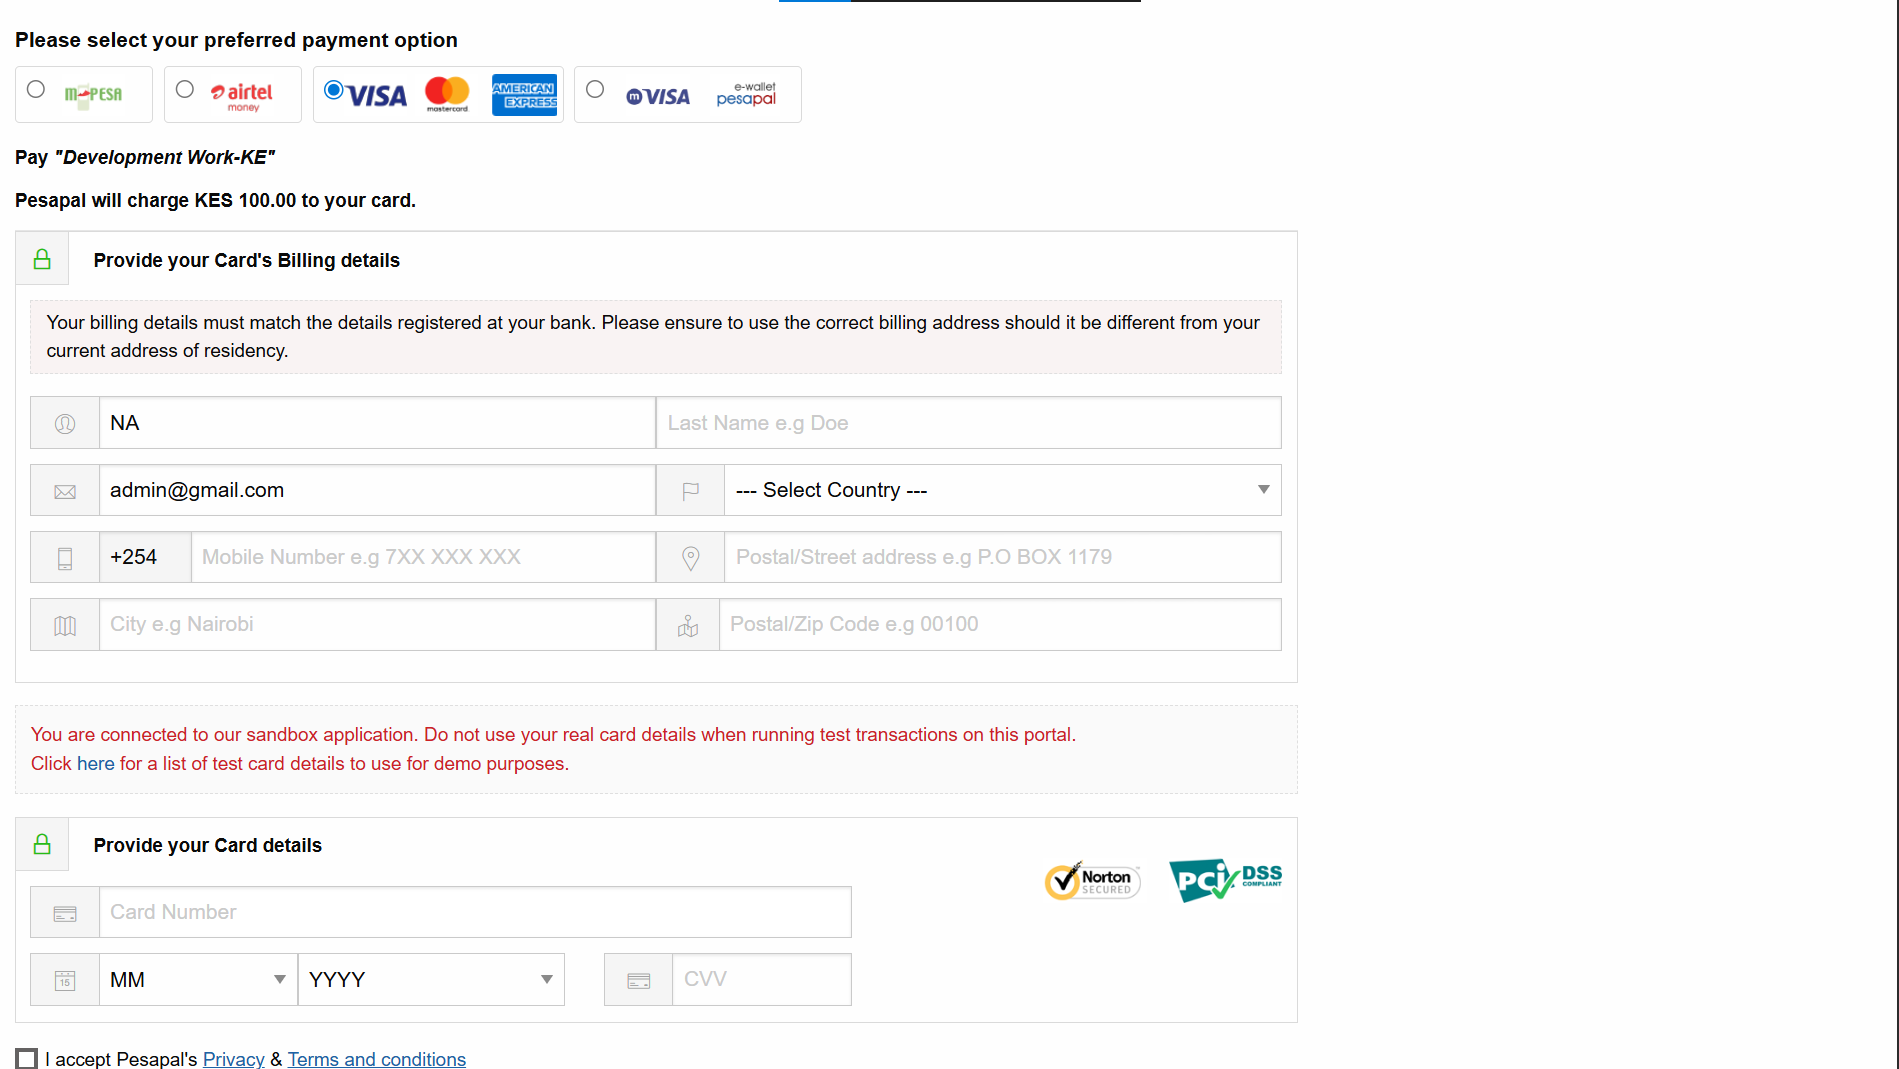 Please select your preferred payment option
M-PESA
airtel
money
VISA
mastercard
AMERICAN
EXPRESS
m VISA
e-wallet
pesapal
Pay "Development Work-KE"
Pesapal will charge KES 100.00 to your card.
Provide your Card's Billing details
Your billing details must match the details registered at your bank. Please ensure to use the correct billing address should it be different from your
current address of residency.
NA
Last Name e.g Doe
admin@gmail.com
--- Select Country ---
+254
Mobile Number e.g 7XX XXX XXX
Postal/Street address e.g P.O BOX 1179
City e.g Nairobi
Postal/Zip Code e.g 00100
You are connected to our sandbox application. Do not use your real card details when running test transactions on this portal.
Click here for a list of test card details to use for demo purposes.
Provide your Card details
Norton
SECURED
PCI DSS
COMPLIANT
Card Number
15
MM
YYYY
CVV
I accept Pesapal's Privacy & Terms and conditions